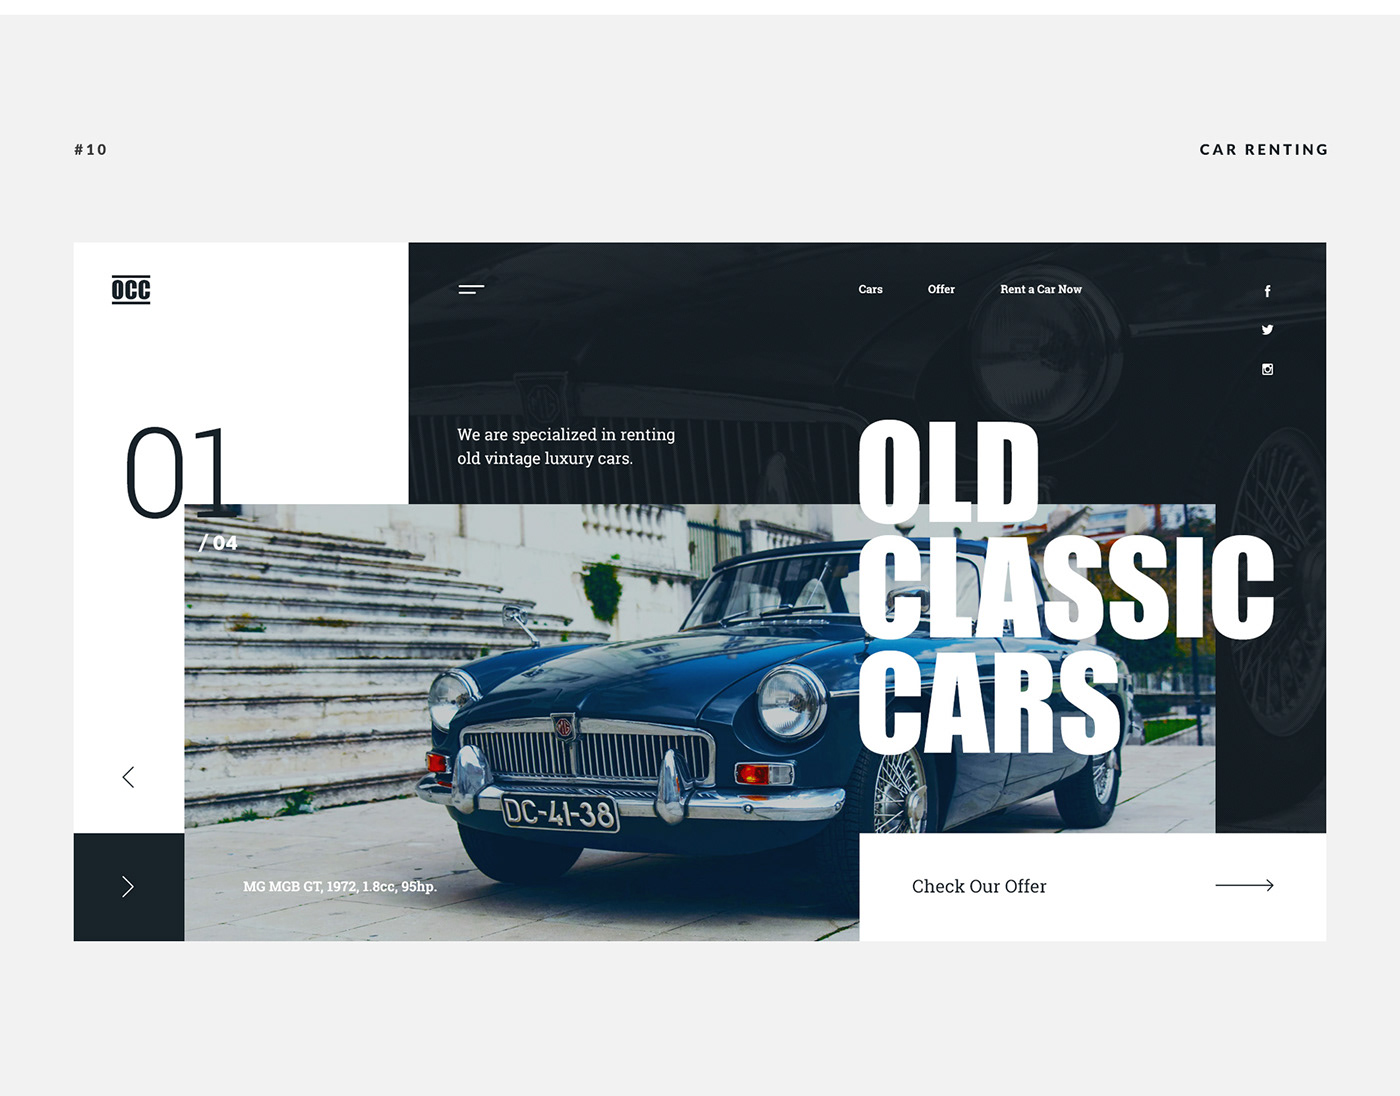 #10
CAR RENTING
OCC
Cars
Offer
Rent a Car Now
01
/ 04
We are specialized in renting
old vintage luxury cars.
OLD
CLASSIC
CARS
MG
DC-41-38
MG MGB GT, 1972, 1.8cc, 95hp.
Check Our Offer